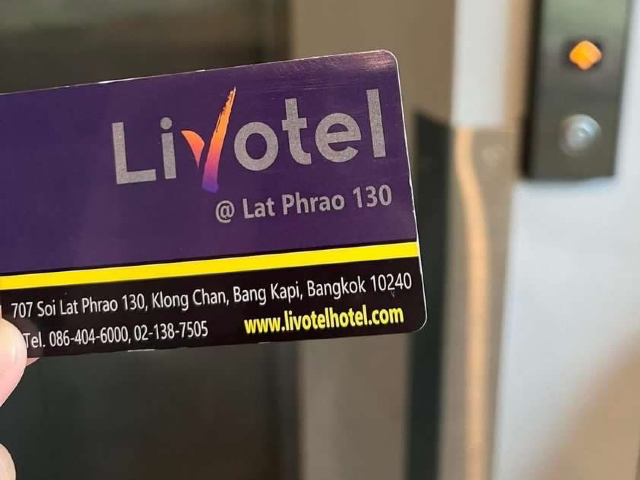 Livotel
@ Lat Phrao 130
707 Soi Lat Phrao 130, Klong Chan, Bang Kapi, Bangkok 10240
Tel. 086-404-6000, 02-138-7505 www.livotelhotel.com